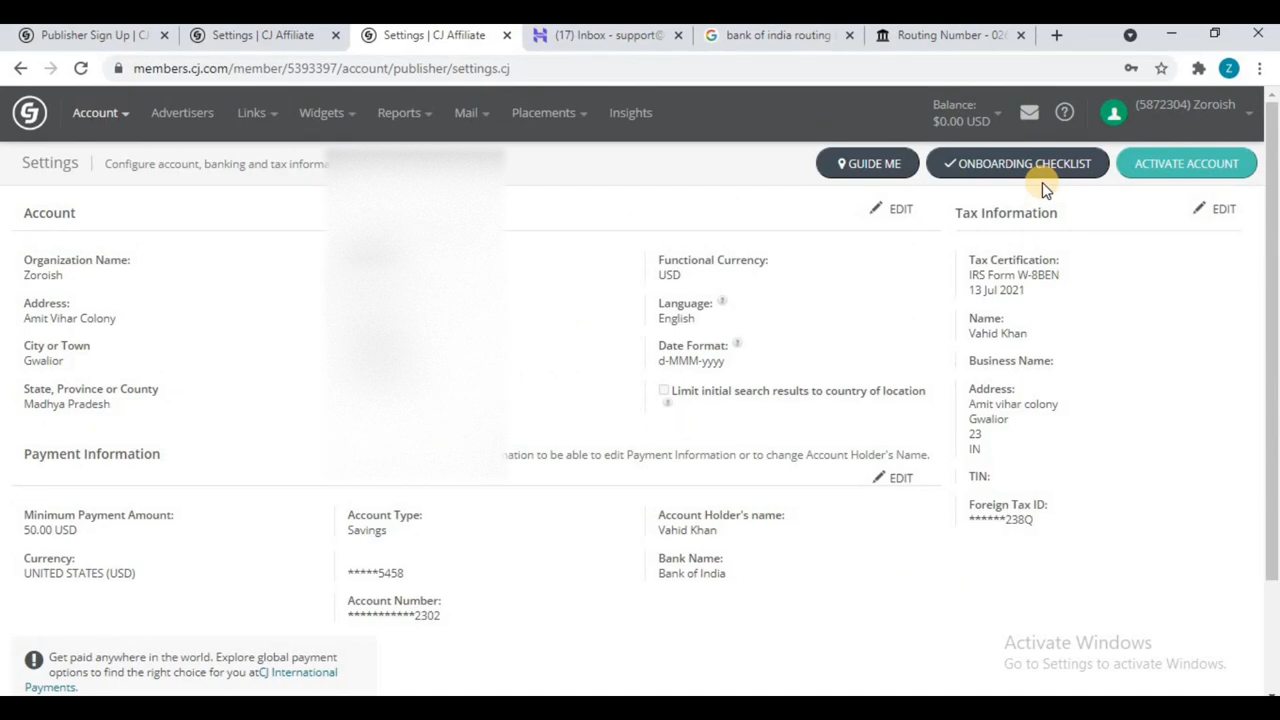 Publisher Sign Up | CJ
Settings | CJ Affiliate
Settings | CJ Affiliate
(17) Inbox - support@
bank of india routing
Routing Number - 02
members.cj.com/member/5393397/account/publisher/settings.cj
Z
CJ
Account
Advertisers
Links
Widgets
Reports
Mail
Placements
Insights
Balance:
$0.00 USD
(5872304) Zoroish
Settings
Configure account, banking and tax informa
GUIDE ME
ONBOARDING CHECKLIST
ACTIVATE ACCOUNT
Account
EDIT
Organization Name:
Zoroish
Address:
Amit Vihar Colony
City or Town
Gwalior
State, Province or County
Madhya Pradesh
Functional Currency:
USD
Language:
English
Date Format:
d-MMM-yyyy
Limit initial search results to country of location
Tax Information
EDIT
Tax Certification:
IRS Form W-8BEN
13 Jul 2021
Name:
Vahid Khan
Business Name:
Address:
Amit vihar colony
Gwalior
23
IN
TIN:
Foreign Tax ID:
******238Q
Payment Information
ation to be able to edit Payment Information or to change Account Holder's Name.
EDIT
Minimum Payment Amount:
50.00 USD
Currency:
UNITED STATES (USD)
Account Type:
Savings
*****5458
Account Number:
***********2302
Account Holder's name:
Vahid Khan
Bank Name:
Bank of India
Get paid anywhere in the world. Explore global payment
options to find the right choice for you atCJ International
Payments.
Activate Windows
Go to Settings to activate Windows.